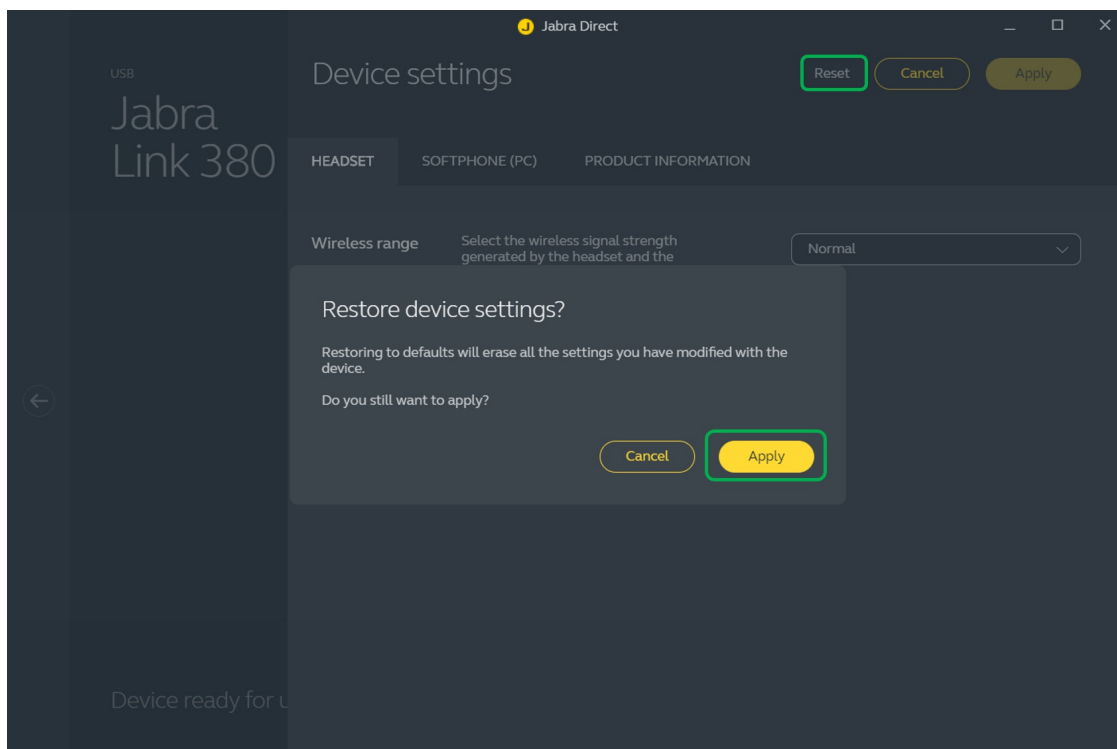 Jabra Direct
USB
Jabra
Link 380
Device settings
Reset
Cancel
Apply
HEADSET
SOFTPHONE (PC)
PRODUCT INFORMATION
Wireless range
Select the wireless signal strength
generated by the headset and the
Normal
Restore device settings?
Restoring to defaults will erase all the settings you have modified with the
device.
Do you still want to apply?
Cancel
Apply
Device ready for